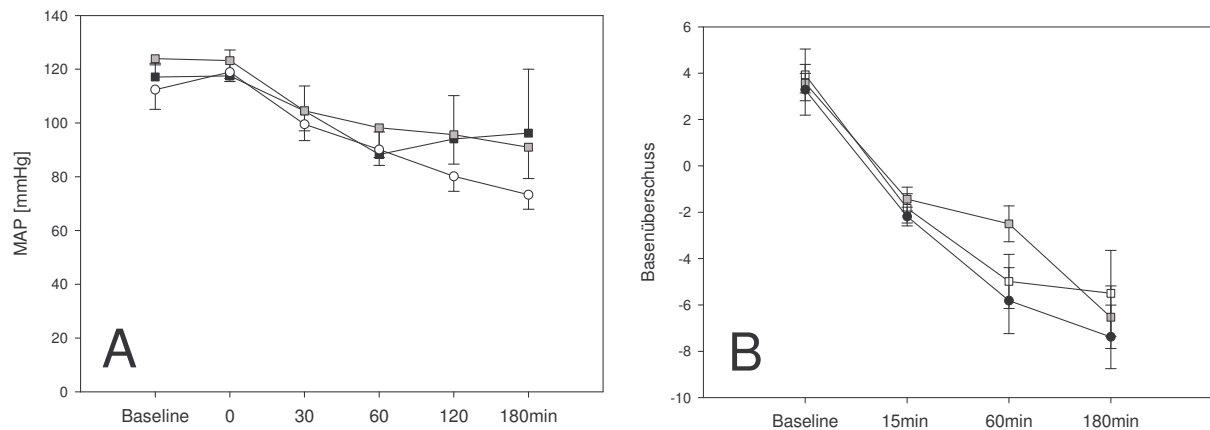 140
120
100
80
60
40
20
0
MAP [mmHg]
A
Baseline 0 30 60 120 180min
6
4
2
0
-2
-4
-6
-8
-10
Basenüberschuss
B
Baseline 15min 60min 180min